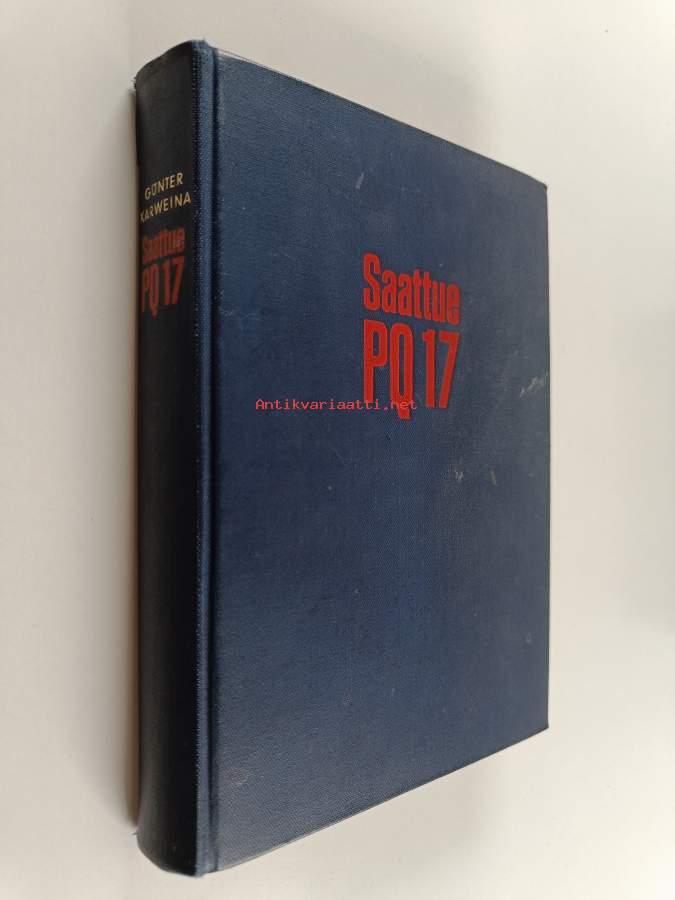 GÜNTER
KARWEINA
Saattue
PQ 17
Saattue
PQ 17
Antikvariaatti.net